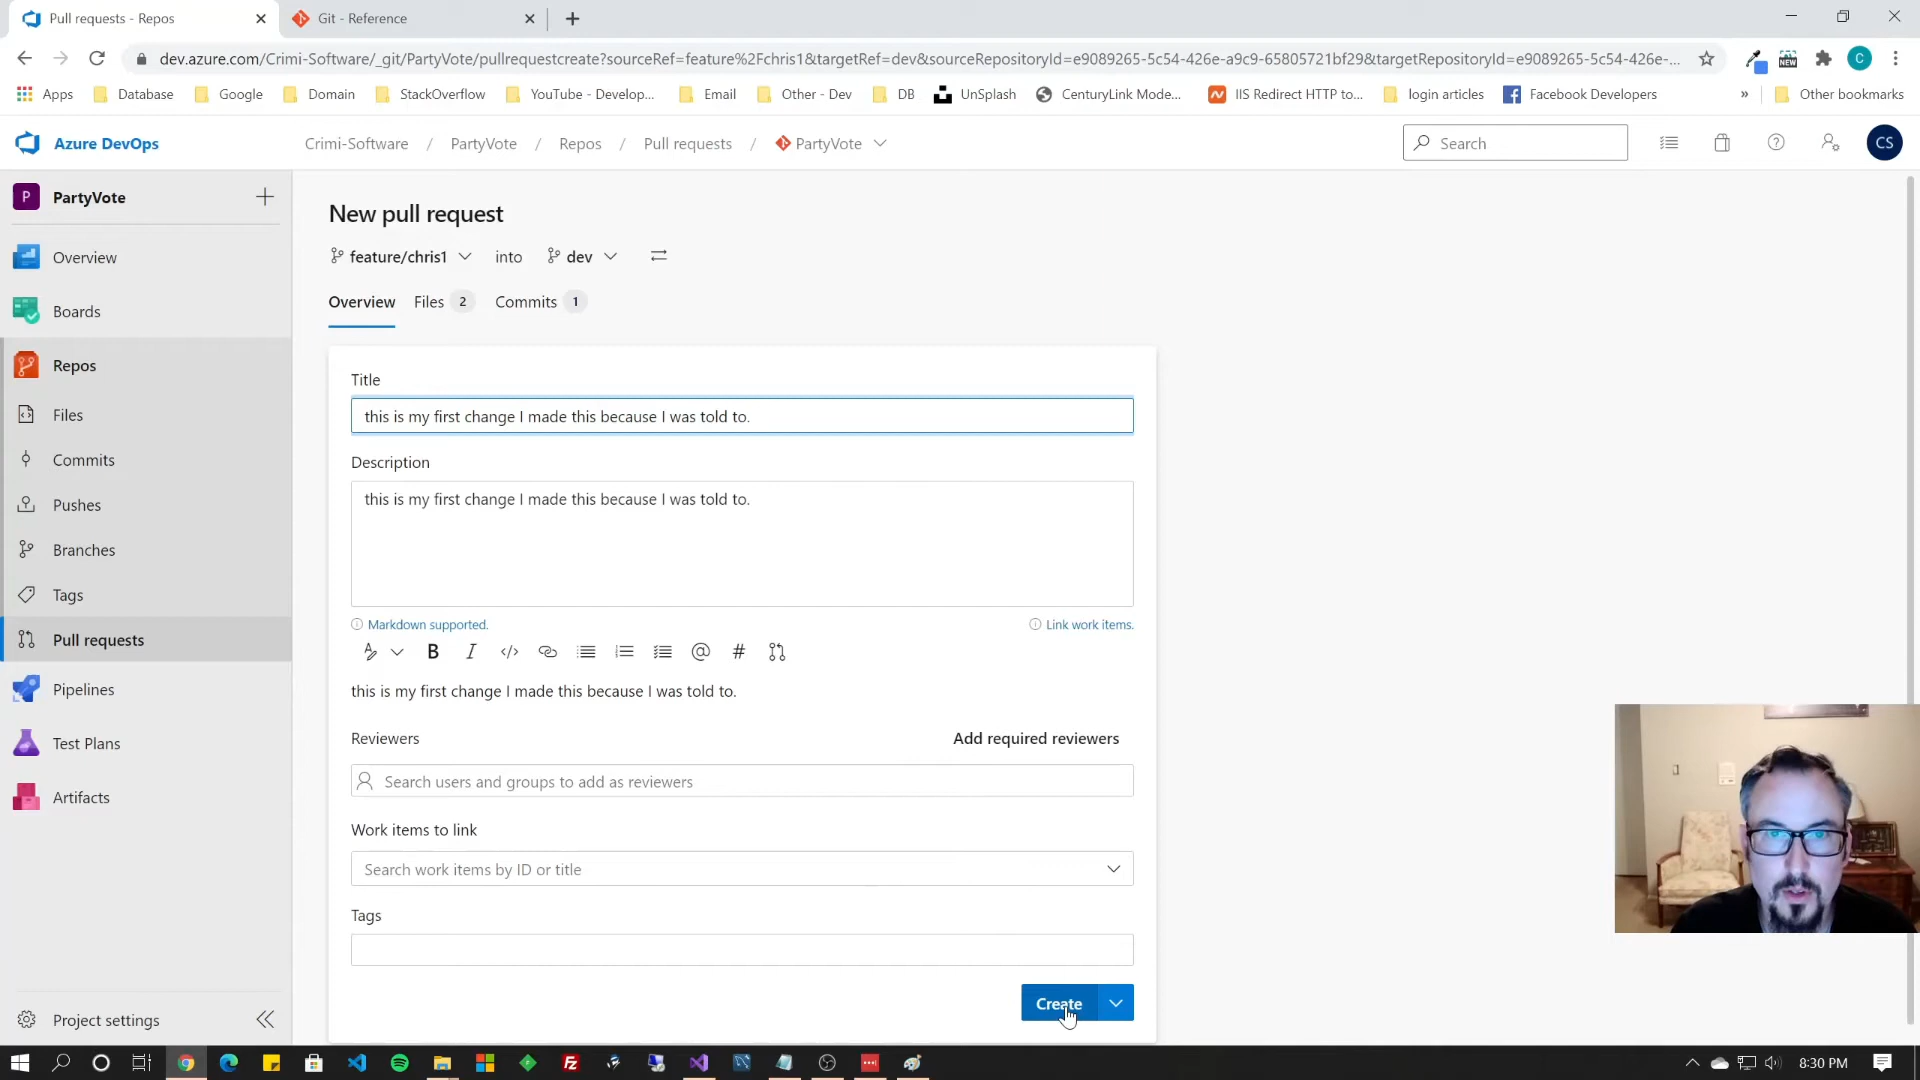 Pull requests - Repos
Git - Reference
dev.azure.com/Crimi-Software/_git/PartyVote/pullrequestcreate?sourceRef=feature%2Fchris1&targetRef=dev&sourceRepositoryId=e9089265-5c54-426e-a9c9-65805721bf29&targetRepositoryId=e9089265-5c54-426e-...
NEW
C
Apps
Database
Google
Domain
StackOverflow
YouTube - Develop...
Email
Other - Dev
DB
UnSplash
CenturyLink Mode...
IIS Redirect HTTP to...
login articles
Facebook Developers
»
Other bookmarks
Azure DevOps
Crimi-Software / PartyVote / Repos / Pull requests / PartyVote
Search
CS
P PartyVote
Overview
Boards
Repos
Files
Commits
Pushes
Branches
Tags
Pull requests
Pipelines
Test Plans
Artifacts
Project settings
New pull request
feature/chris1 into dev
Overview Files 2 Commits 1
Title
this is my first change I made this because I was told to.
Description
this is my first change I made this because I was told to.
Markdown supported.
Link work items.
B I </> @ #
this is my first change I made this because I was told to.
Reviewers
Add required reviewers
Search users and groups to add as reviewers
Work items to link
Search work items by ID or title
Tags
Create
8:30 PM